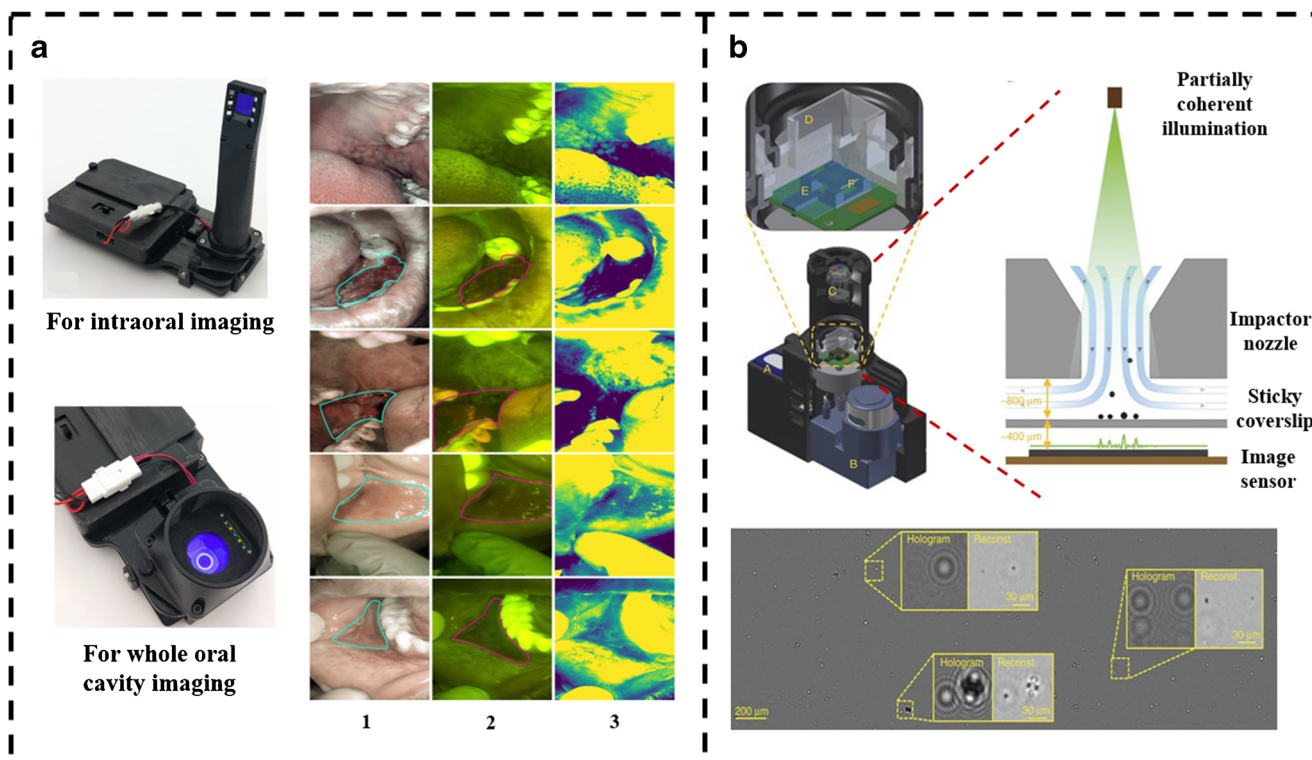 a
For intraoral imaging
For whole oral
cavity imaging
1 2 3
b
D
E F
C
A
B
Partially
coherent
illumination
Impactor
nozzle
~800 μm
Sticky
coverslip
~400 μm
Image
sensor
Hologram Reconst.
30 μm
Hologram Reconst.
30 μm
Hologram Reconst.
30 μm
200 μm